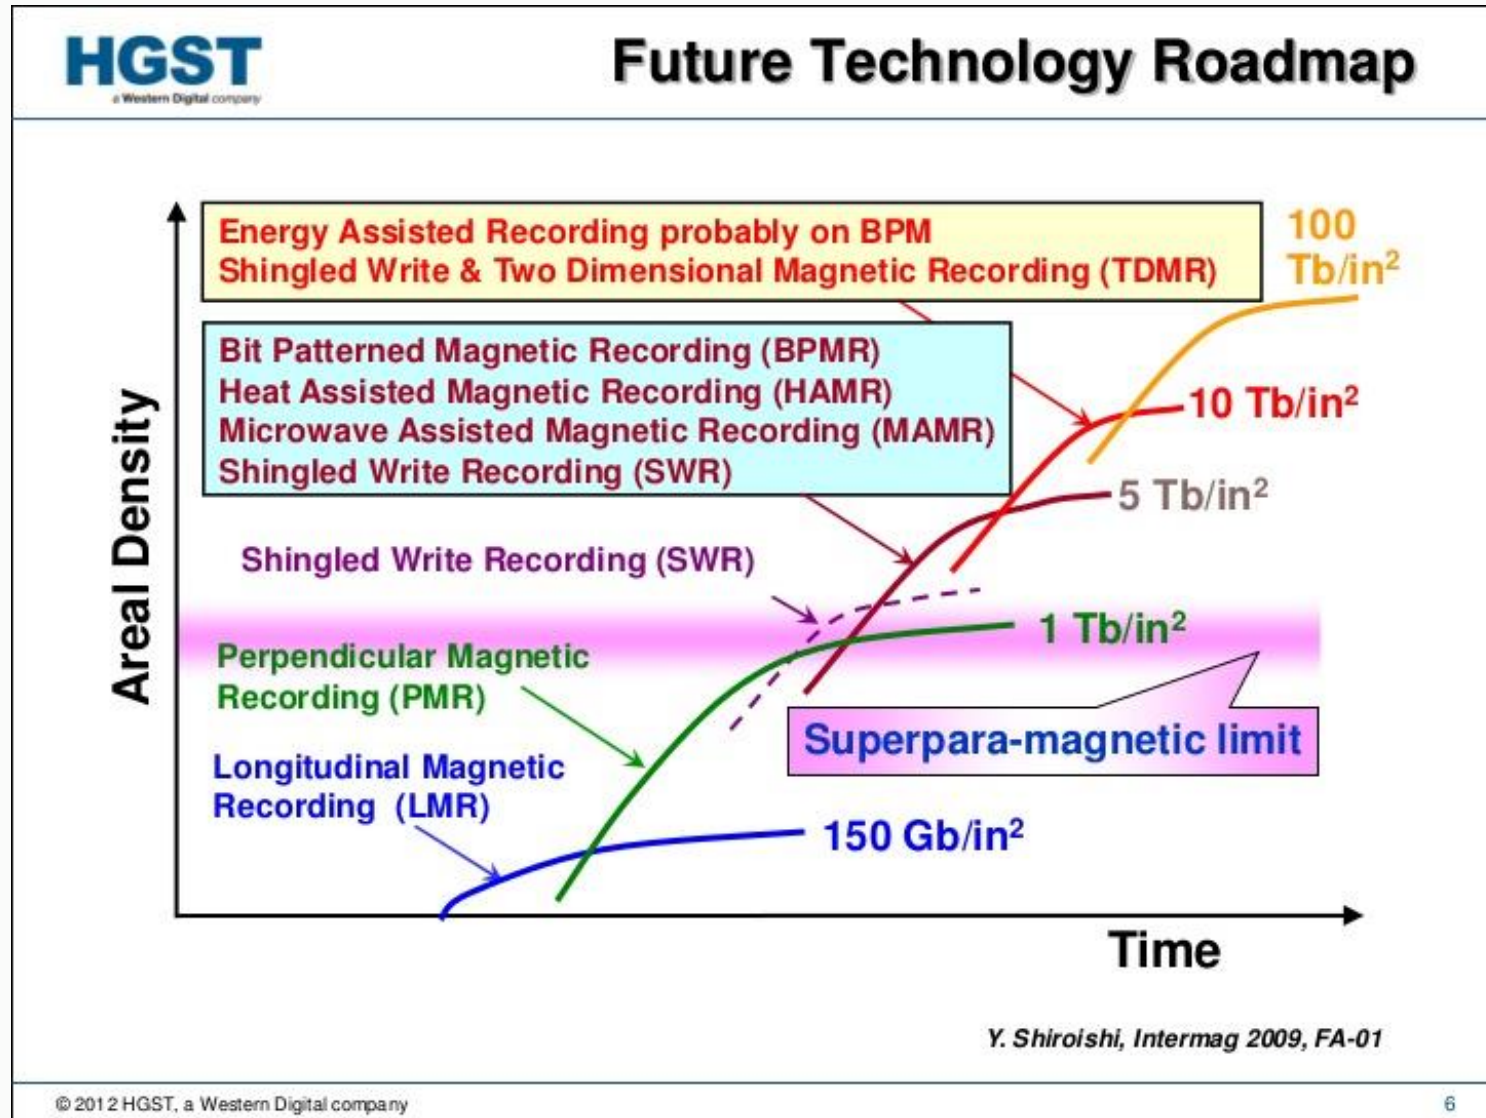 HGST
a Western Digital company
Future Technology Roadmap
Energy Assisted Recording probably on BPM
Shingled Write & Two Dimensional Magnetic Recording (TDMR)
100
Tb/in²
Bit Patterned Magnetic Recording (BPMR)
Heat Assisted Magnetic Recording (HAMR)
Microwave Assisted Magnetic Recording (MAMR)
Shingled Write Recording (SWR)
10 Tb/in²
5 Tb/in²
Shingled Write Recording (SWR)
1 Tb/in²
Perpendicular Magnetic
Recording (PMR)
Superpara-magnetic limit
Longitudinal Magnetic
Recording (LMR)
150 Gb/in²
Areal Density
Time
Y. Shiroishi, Intermag 2009, FA-01
© 2012 HGST, a Western Digital company
6